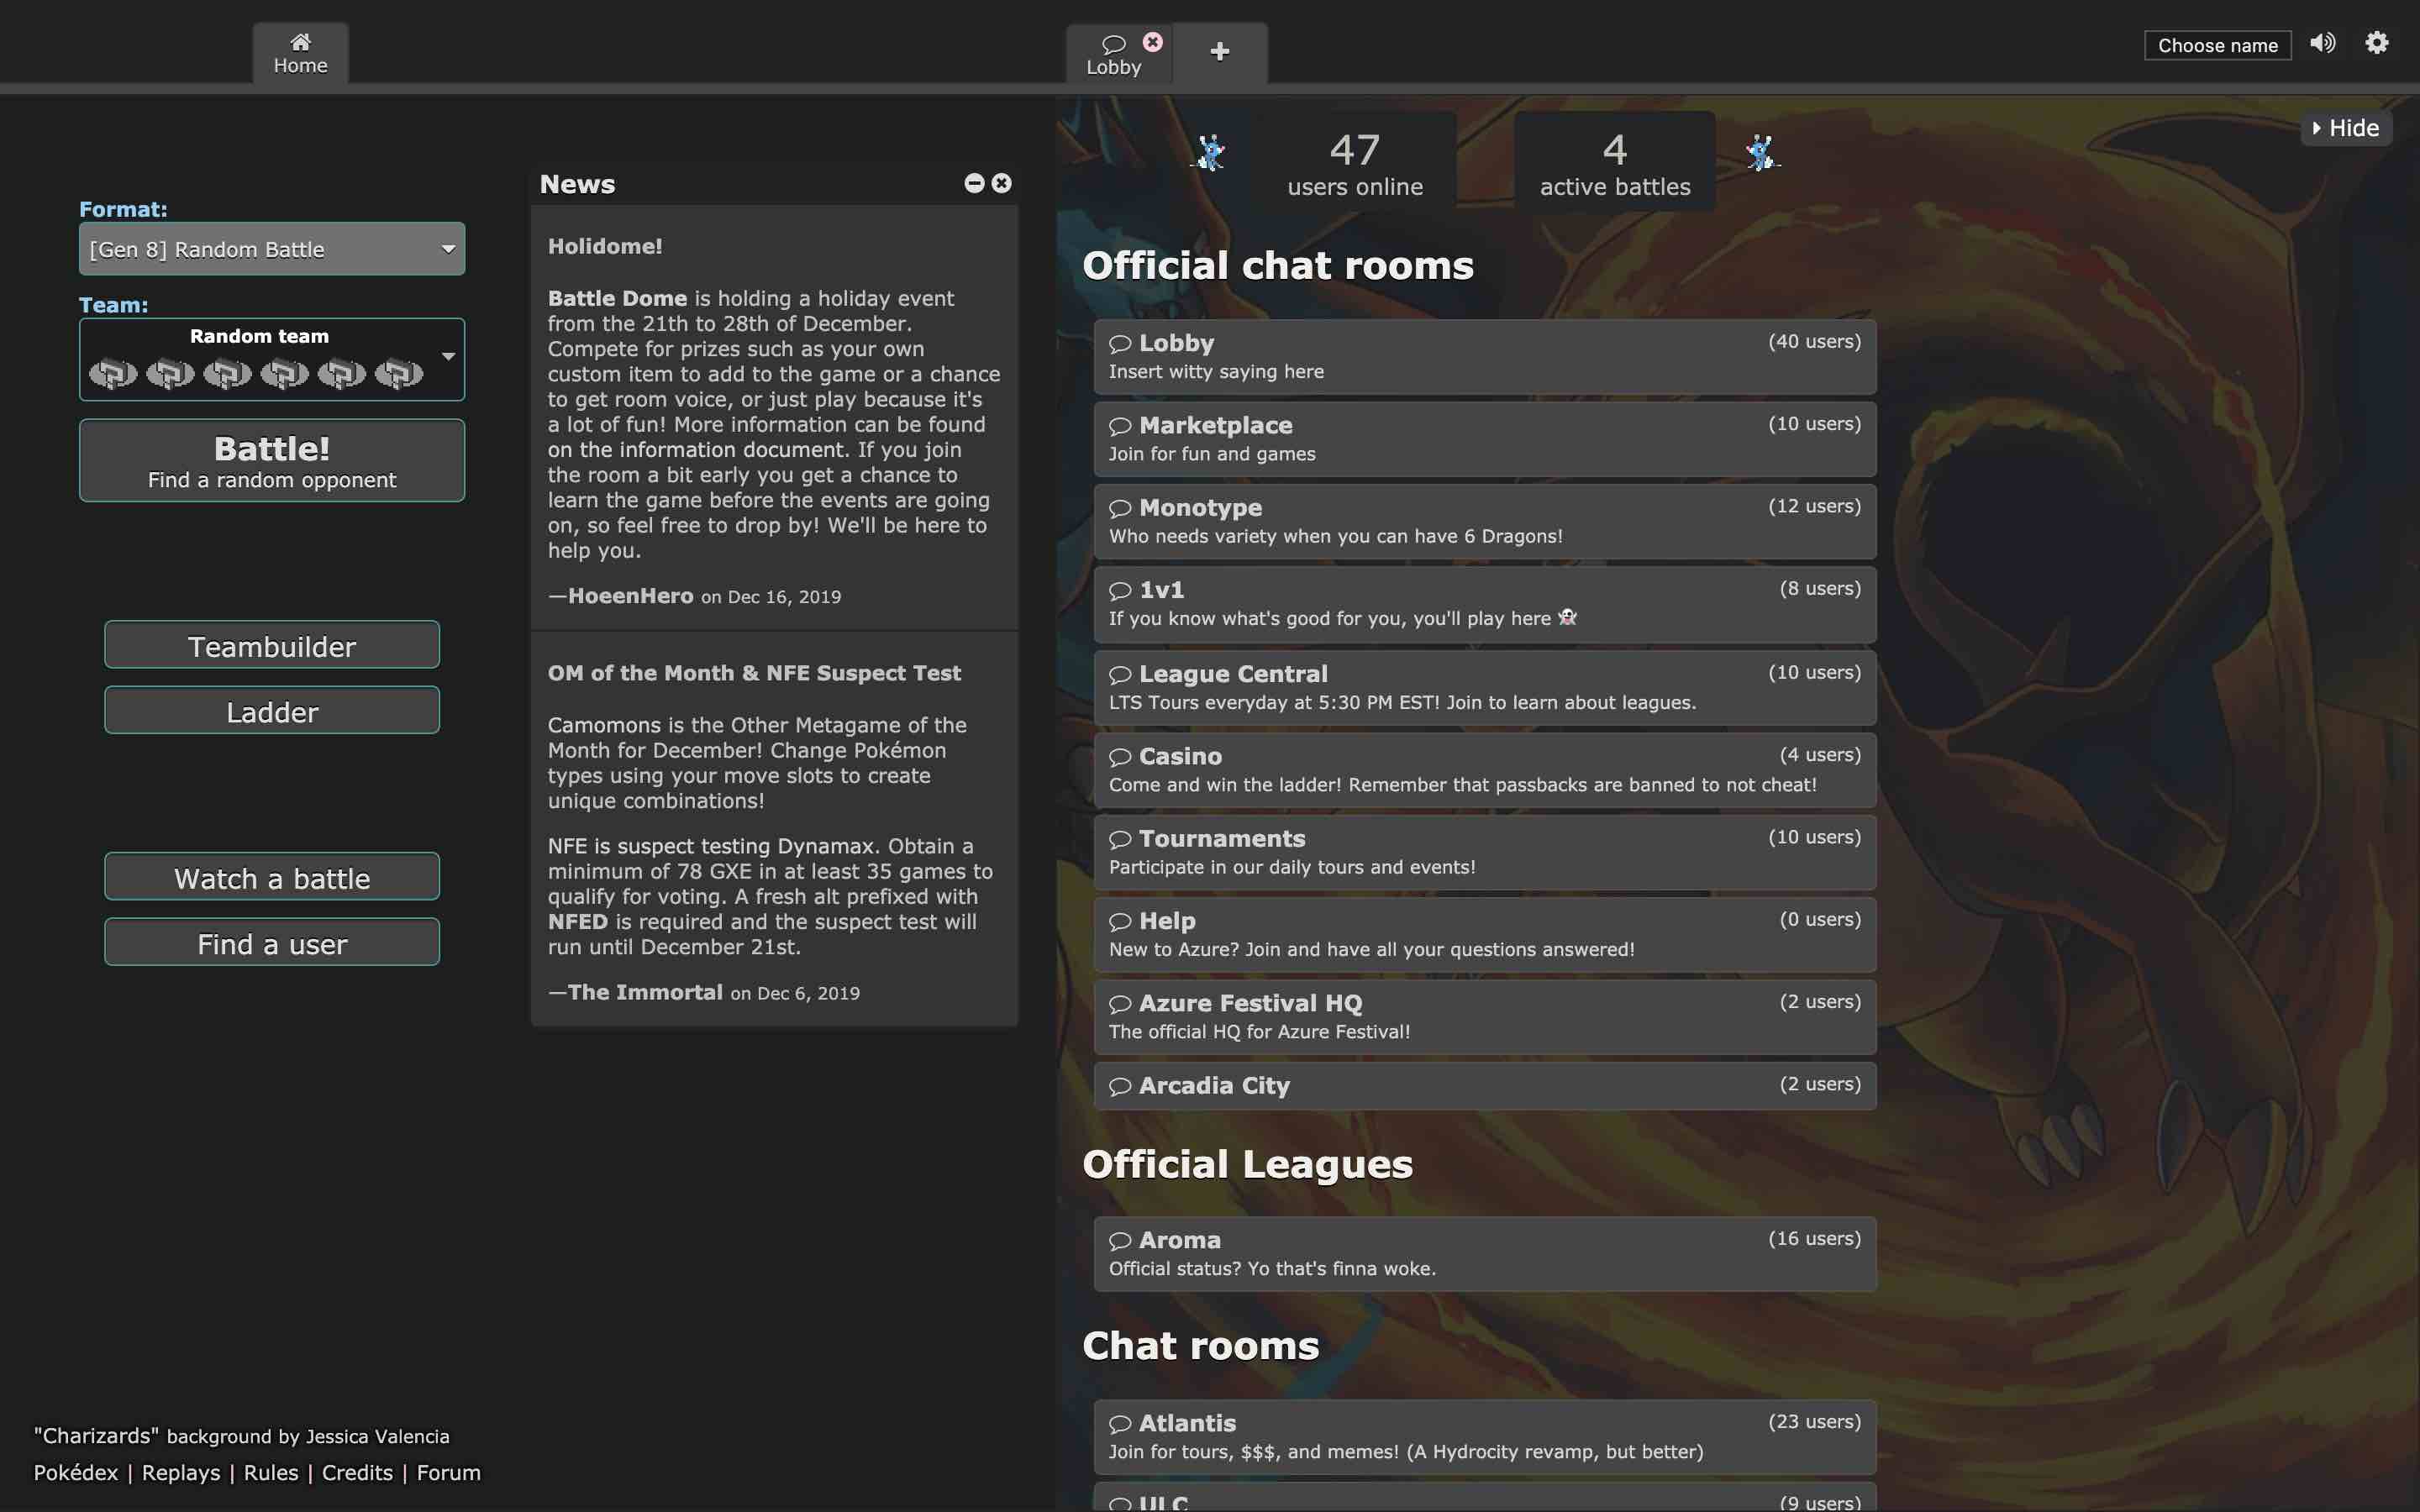 Home
Lobby
Choose name
Format:
[Gen 8] Random Battle
Team:
Random team
Battle!
Find a random opponent
Teambuilder
Ladder
Watch a battle
Find a user
"Charizards" background by Jessica Valencia
Pokédex | Replays | Rules | Credits | Forum
News
Holidome!
Battle Dome is holding a holiday event
from the 21th to 28th of December.
Compete for prizes such as your own
custom item to add to the game or a chance
to get room voice, or just play because it's
a lot of fun! More information can be found
on the information document. If you join
the room a bit early you get a chance to
learn the game before the events are going
on, so feel free to drop by! We'll be here to
help you.
—HoeenHero on Dec 16, 2019
OM of the Month & NFE Suspect Test
Camomons is the Other Metagame of the
Month for December! Change Pokémon
types using your move slots to create
unique combinations!
NFE is suspect testing Dynamax. Obtain a
minimum of 78 GXE in at least 35 games to
qualify for voting. A fresh alt prefixed with
NFED is required and the suspect test will
run until December 21st.
—The Immortal on Dec 6, 2019
Hide
47
users online
4
active battles
Official chat rooms
Lobby (40 users)
Insert witty saying here
Marketplace (10 users)
Join for fun and games
Monotype (12 users)
Who needs variety when you can have 6 Dragons!
1v1 (8 users)
If you know what's good for you, you'll play here 👻
League Central (10 users)
LTS Tours everyday at 5:30 PM EST! Join to learn about leagues.
Casino (4 users)
Come and win the ladder! Remember that passbacks are banned to not cheat!
Tournaments (10 users)
Participate in our daily tours and events!
Help (0 users)
New to Azure? Join and have all your questions answered!
Azure Festival HQ (2 users)
The official HQ for Azure Festival!
Arcadia City (2 users)
Official Leagues
Aroma (16 users)
Official status? Yo that's finna woke.
Chat rooms
Atlantis (23 users)
Join for tours, $$$, and memes! (A Hydrocity revamp, but better)
ULC (9 users)